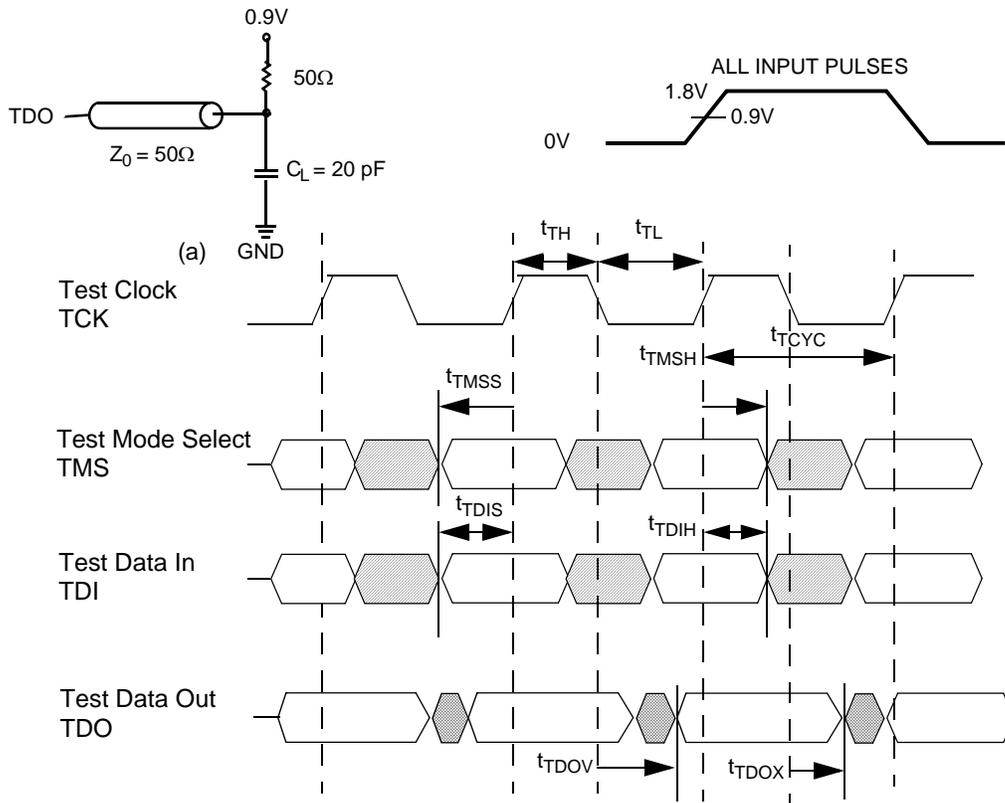 0.9V
50Ω
TDO
Z0 = 50Ω
CL = 20 pF
(a)
GND
ALL INPUT PULSES
1.8V
0.9V
0V
tTH
tTL
Test Clock
TCK
tTCYC
tTMSH
tTMSS
Test Mode Select
TMS
tTDIS
tTDIH
Test Data In
TDI
Test Data Out
TDO
tTDOV
tTDOX